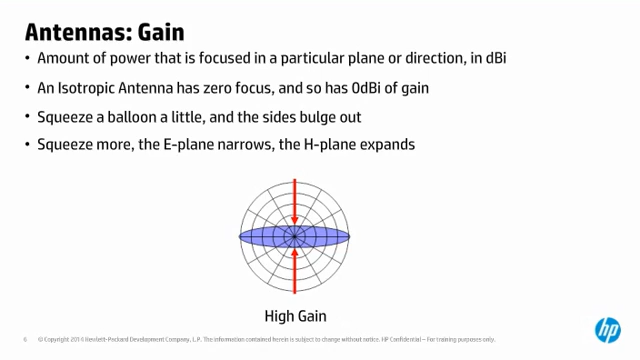 Antennas: Gain
• Amount of power that is focused in a particular plane or direction, in dBi
• An Isotropic Antenna has zero focus, and so has 0dBi of gain
• Squeeze a balloon a little, and the sides bulge out
• Squeeze more, the E-plane narrows, the H-plane expands
High Gain
6 © Copyright 2014 Hewlett-Packard Development Company, L.P. The information contained herein is subject to change without notice. HP Confidential – For training purposes only.
hp